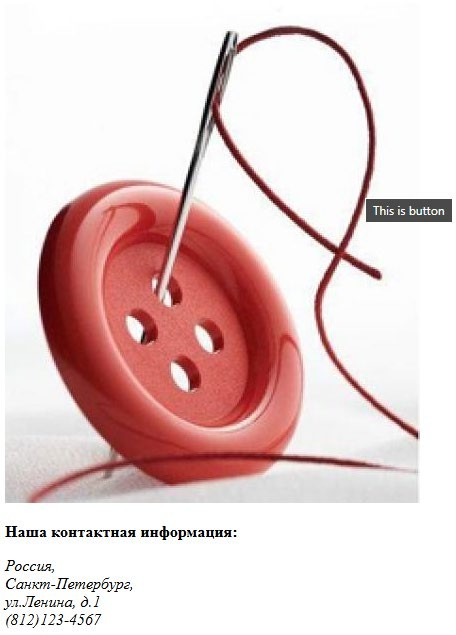 This is button
Наша контактная информация:
Россия,
Санкт-Петербург,
ул.Ленина, д.1
(812)123-4567